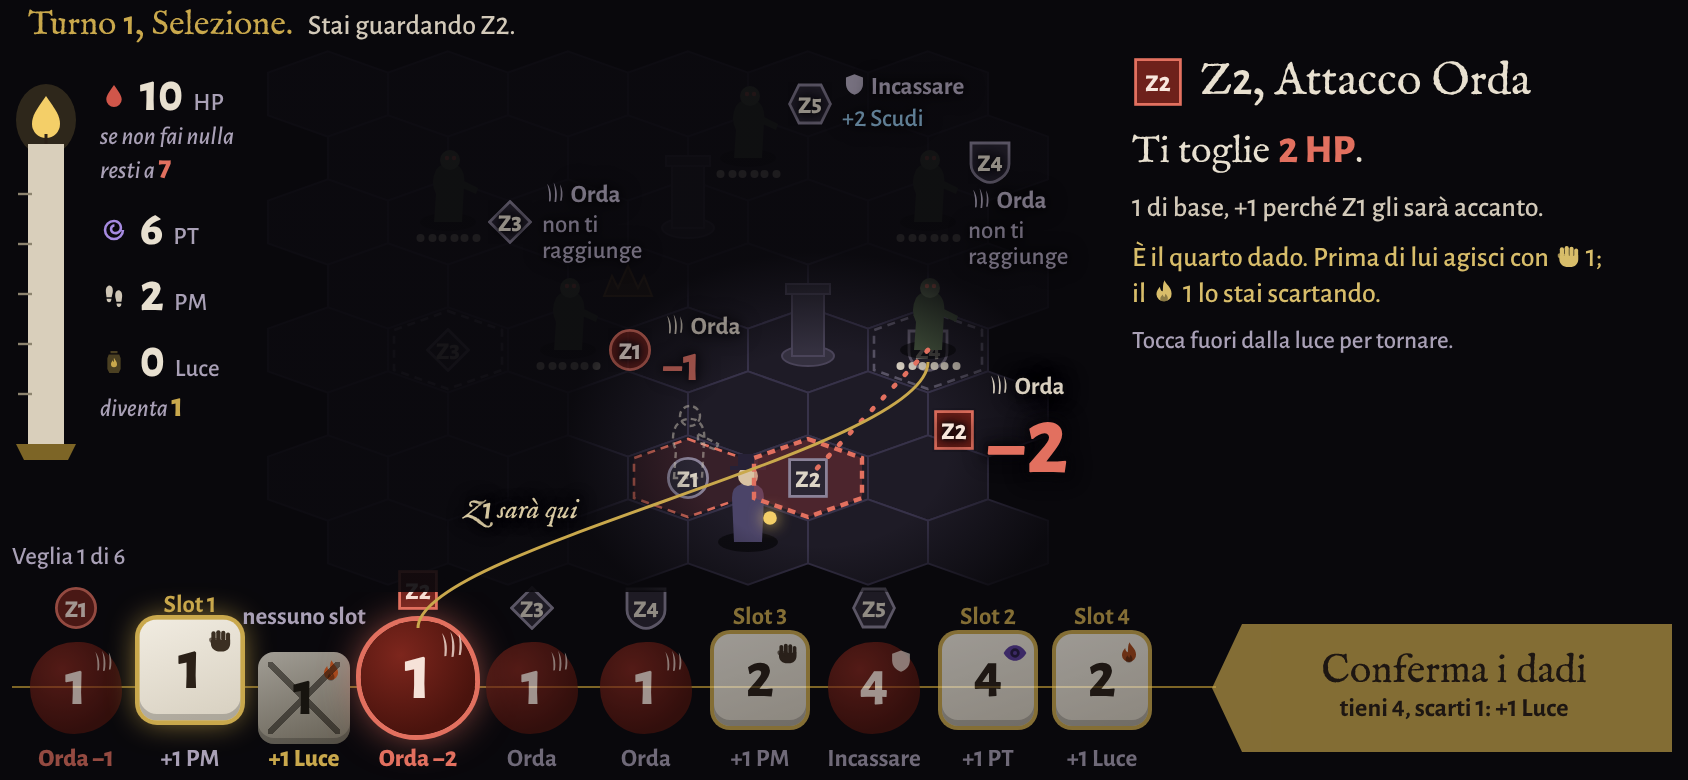 Turno 1, Selezione. Stai guardando Z2.
10 HP
se non fai nulla
resti a 7
6 PT
2 PM
0 Luce
diventa 1
Z5 Incassare
+2 Scudi
Z4
Orda
non ti
raggiunge
Z3
Orda
non ti
raggiunge
Z3
Z1
Orda
−1
Z4
Orda
Z2
−2
Z1
Z2
Z1 sarà qui
Z2 Z2, Attacco Orda
Ti toglie 2 HP.
1 di base, +1 perché Z1 gli sarà accanto.
È il quarto dado. Prima di lui agisci con 1;
il 1 lo stai scartando.
Tocca fuori dalla luce per tornare.
Veglia 1 di 6
Z1 Slot 1 nessuno slot Z2 Z3 Z4 Slot 3 Z5 Slot 2 Slot 4
1 1 1 1 1 1 2 4 4 2
Orda −1 +1 PM +1 Luce Orda −2 Orda Orda +1 PM Incassare +1 PT +1 Luce
Conferma i dadi
tieni 4, scarti 1: +1 Luce